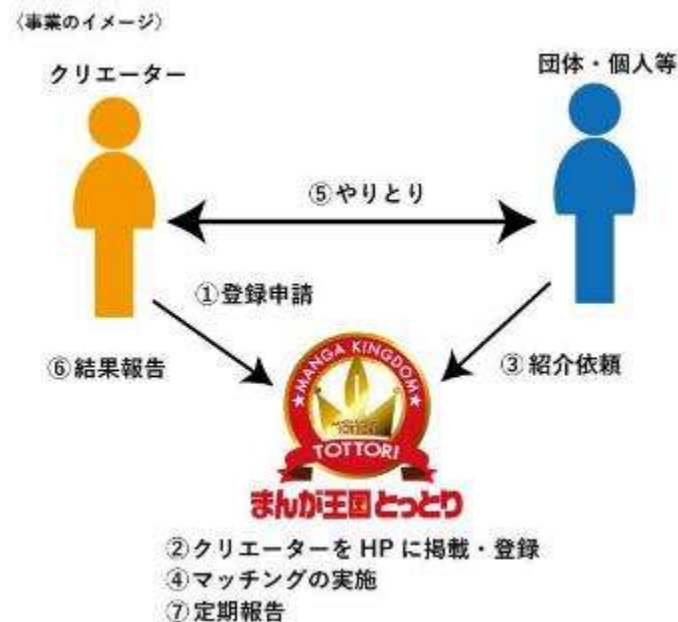 〈事業のイメージ〉
クリエーター
団体・個人等
⑤やりとり
①登録申請
⑥結果報告
③紹介依頼
★MANGA KINGDOM★
TOTTORI
まんが王国とっとり
②クリエーターをHPに掲載・登録
④マッチングの実施
⑦定期報告